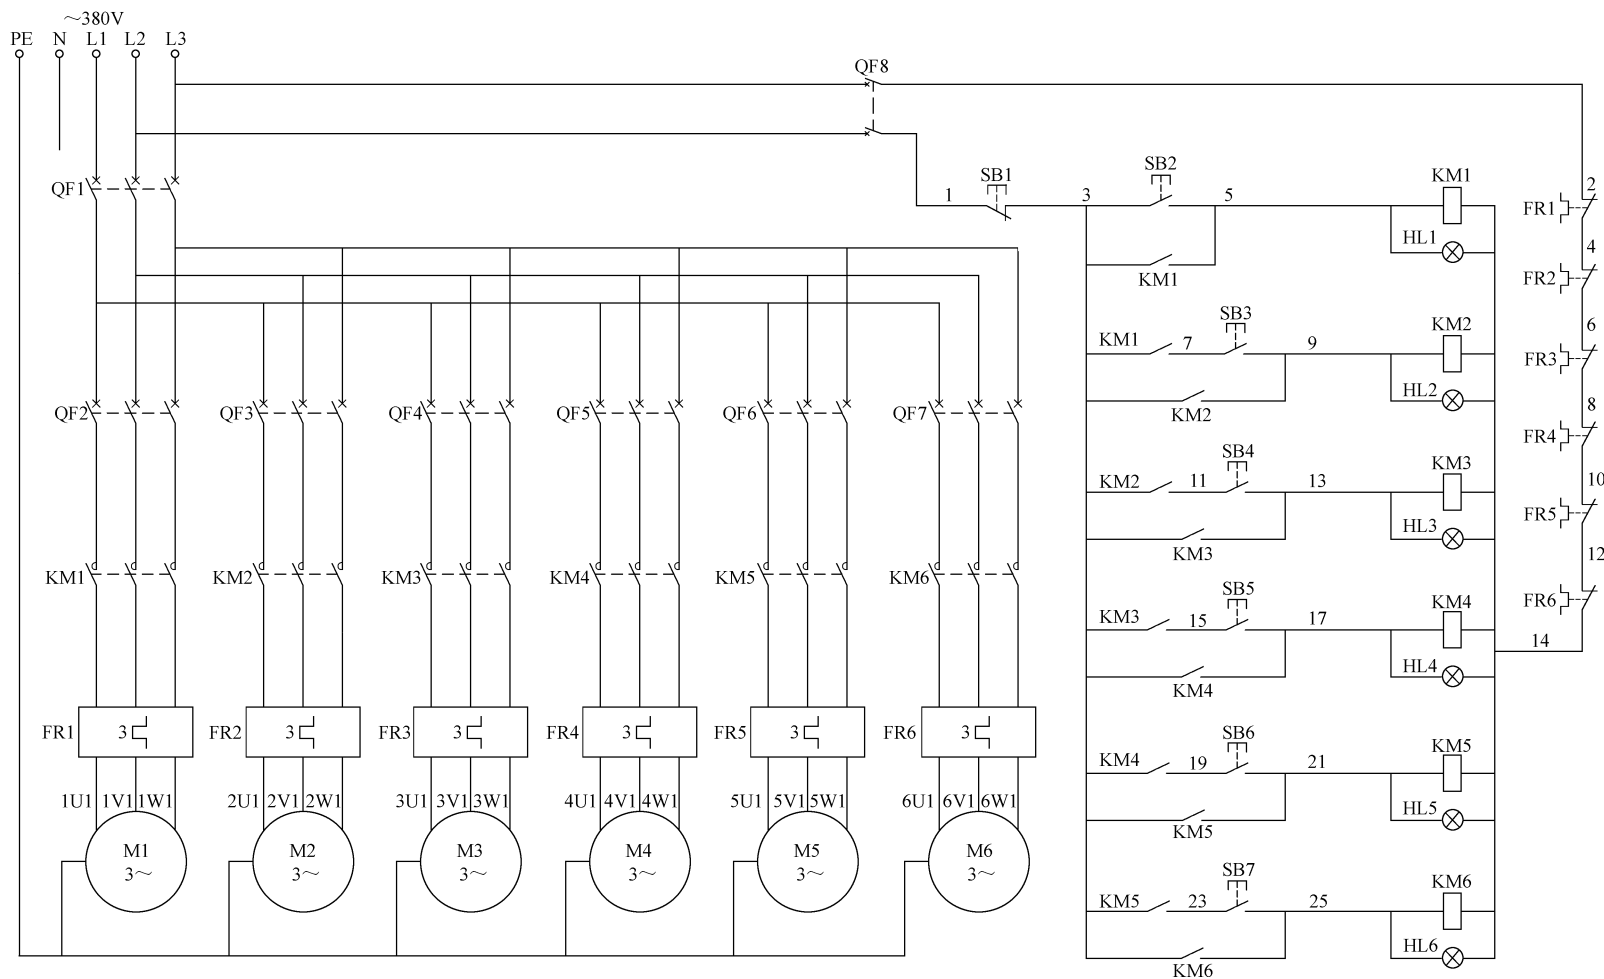 ～380V
PE N L1 L2 L3
QF8
QF1
1 SB1 3 SB2 5 KM1 2
FR1
HL1 4
KM1 FR2
SB3 KM2 6
KM1 7 9
FR3
HL2 8
QF2 QF3 QF4 QF5 QF6 QF7 KM2
FR4
SB4 KM3
KM2 11 13 10
FR5
HL3
KM3 12
KM1 KM2 KM3 KM4 KM5 KM6
SB5 KM4 FR6
KM3 15 17
14
HL4
KM4
FR1 3 FR2 3 FR3 3 FR4 3 FR5 3 FR6 3
SB6 KM5
KM4 19 21
1U1 1V1 1W1 2U1 2V1 2W1 3U1 3V1 3W1 4U1 4V1 4W1 5U1 5V1 5W1 6U1 6V1 6W1
HL5
KM5
M1 M2 M3 M4 M5 M6
3～ 3～ 3～ 3～ 3～ 3～
SB7 KM6
KM5 23 25
HL6
KM6